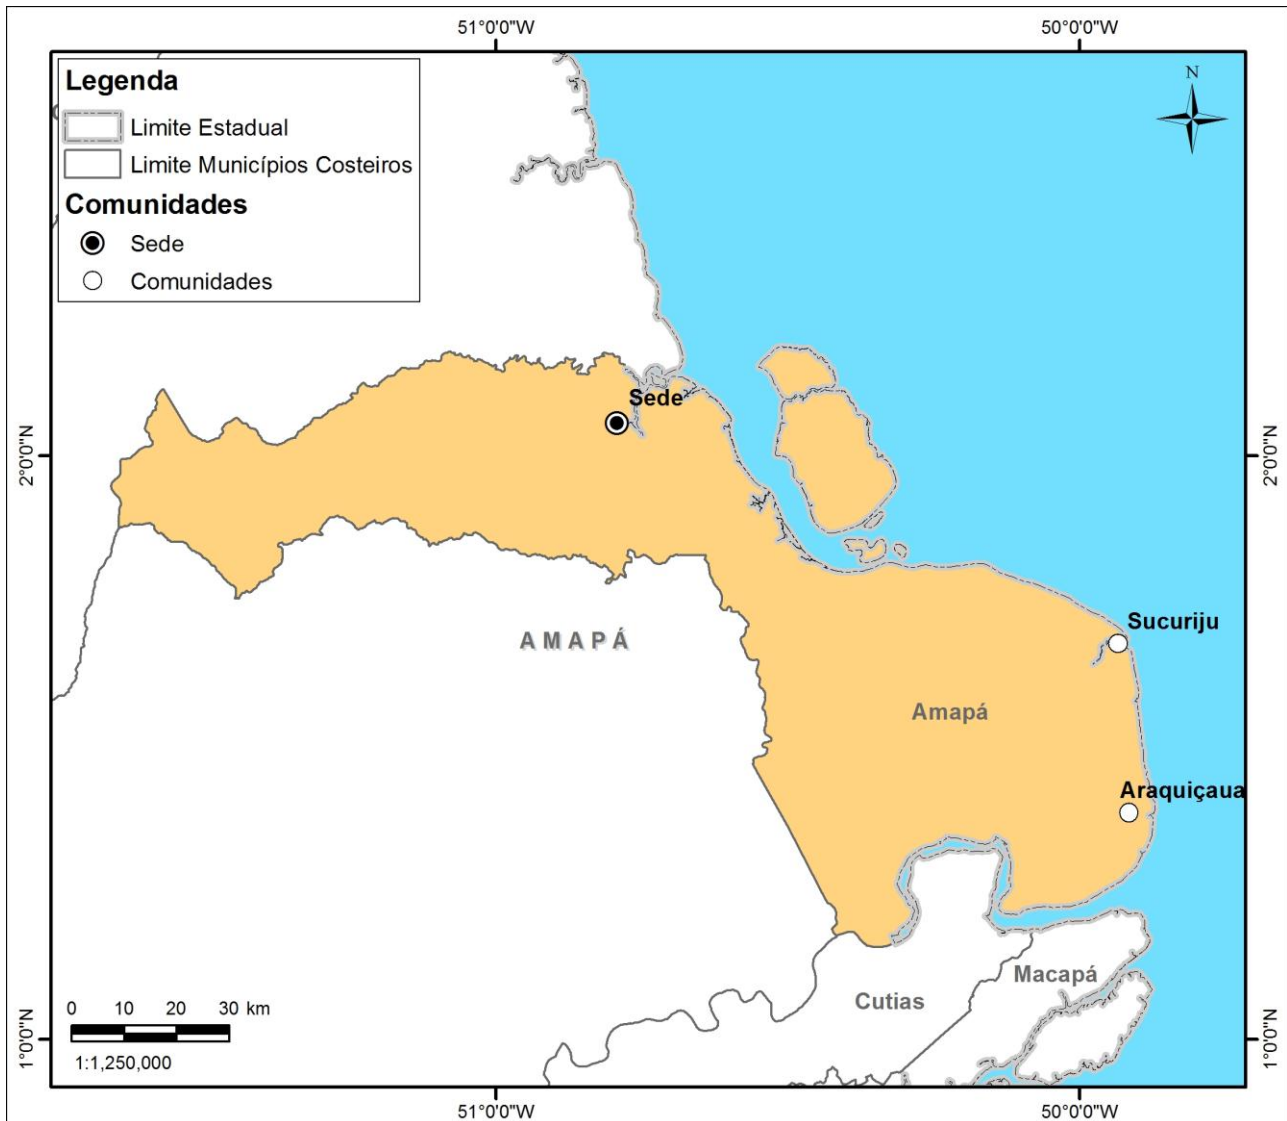 51°0'0"W 50°0'0"W
Legenda
Limite Estadual
Limite Municípios Costeiros
Comunidades
Sede
Comunidades
N
Sede
2°0'0"N 2°0'0"N
AMAPÁ
Sucuriju
Amapá
Araquiçaua
Macapá
Cutias
0 10 20 30 km
1:1,250,000
1°0'0"N 1°0'0"N
51°0'0"W 50°0'0"W